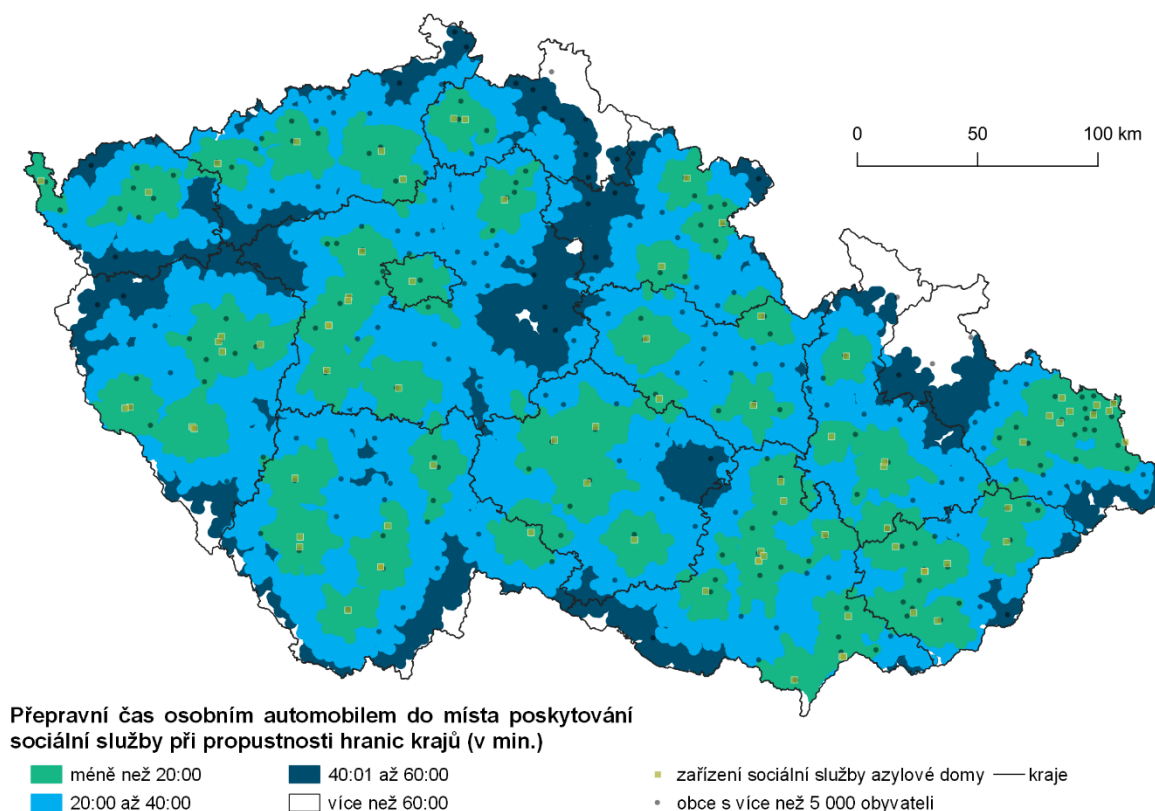 0 50 100 km
Přepravní čas osobním automobilem do místa poskytování
sociální služby při propustnosti hranic krajů (v min.)
méně než 20:00
40:01 až 60:00
zařízení sociální služby azylové domy
kraje
20:00 až 40:00
více než 60:00
obce s více než 5 000 obyvateli